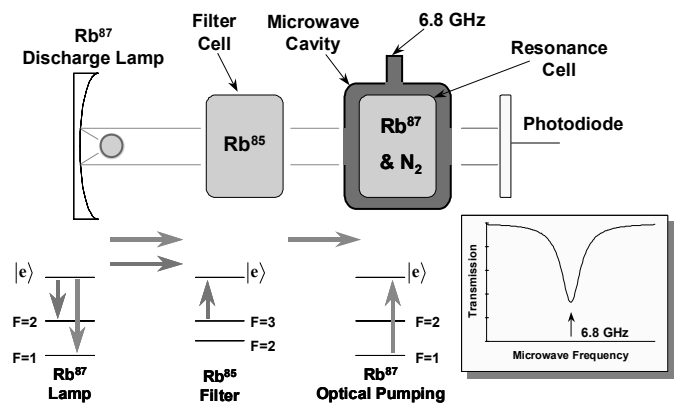 Rb⁸⁷
Discharge Lamp
Filter
Cell
Microwave
Cavity
6.8 GHz
Resonance
Cell
Rb⁸⁵
Rb⁸⁷
& N₂
Photodiode
|e⟩
F=2
F=1
Rb⁸⁷
Lamp
|e⟩
F=3
F=2
Rb⁸⁵
Filter
|e⟩
F=2
F=1
Rb⁸⁷
Optical Pumping
Transmission
6.8 GHz
Microwave Frequency